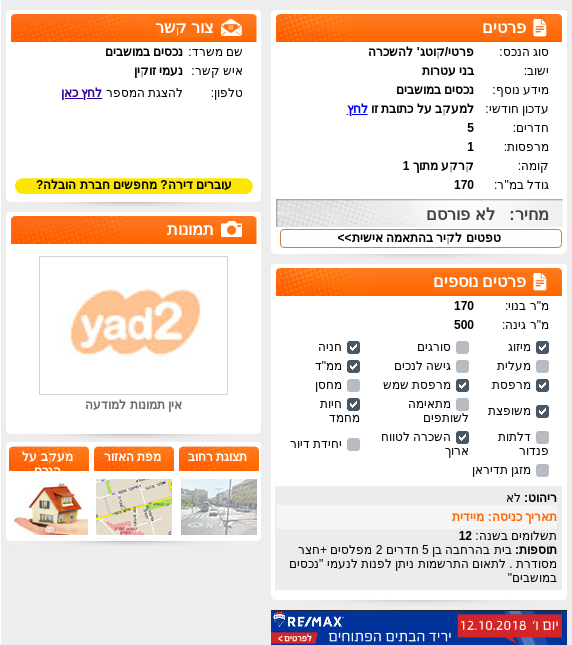 פרטים
סוג הנכס: פרטי/קוטג' להשכרה
ישוב: בני עטרות
מידע נוסף: נכסים במושבים
עדכון חודשי: למעקב על כתובת זו לחץ
חדרים: 5
מרפסות: 1
קומה: קרקע מתוך 1
גודל במ"ר: 170
מחיר: לא פורסם
טפטים לקיר בהתאמה אישית>>
פרטים נוספים
מ"ר בנוי: 170
מ"ר גינה: 500
מיזוג סורגים חניה
מעלית גישה לנכים ממ"ד
מרפסת מרפסת שמש מחסן
משופצת מתאימה לשותפים חיות מחמד
דלתות פנדור השכרה לטווח ארוך יחידת דיור
מזגן תדיראן
ריהוט: לא
תאריך כניסה: מיידית
תשלומים בשנה: 12
תוספות: בית בהרחבה בן 5 חדרים 2 מפלסים +חצר
מסודרת . לתאום התרשמות ניתן לפנות לנעמי "נכסים
במושבים"
RE/MAX
יום ו' 12.10.2018
יריד הבתים הפתוחים
לפרטים >
צור קשר
שם משרד: נכסים במושבים
איש קשר: נעמי זוקין
טלפון: להצגת המספר לחץ כאן
עוברים דירה? מחפשים חברת הובלה?
תמונות
yad2
אין תמונות למודעה
תצוגת רחוב
מפת האזור
מעקב על
הנכס